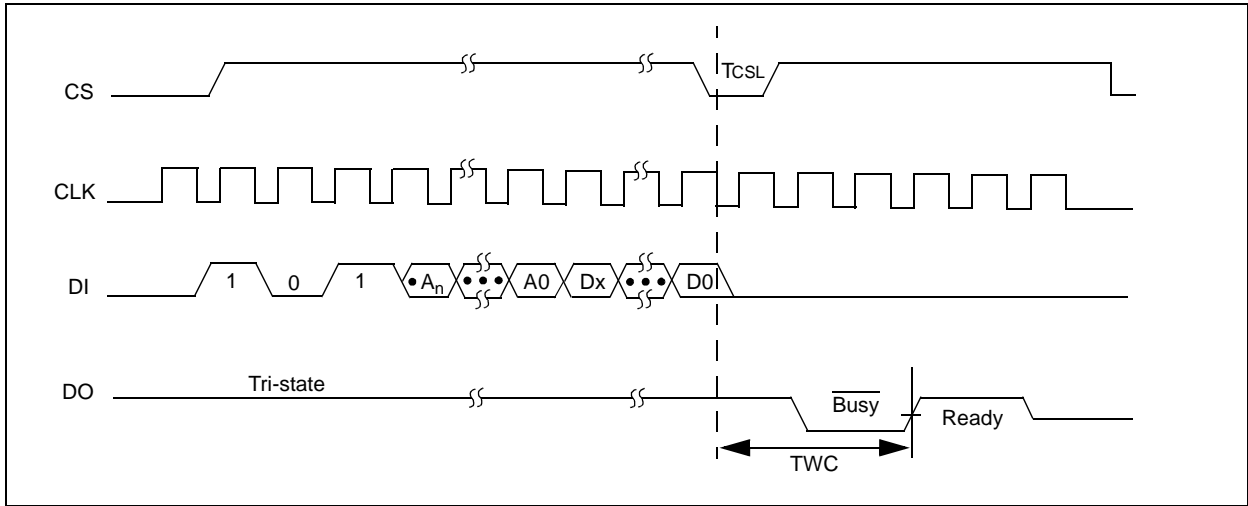 CS
TCSL
CLK
DI
1 0 1 • An • • • A0 Dx • • • D0
DO
Tri-state
Busy
Ready
TWC